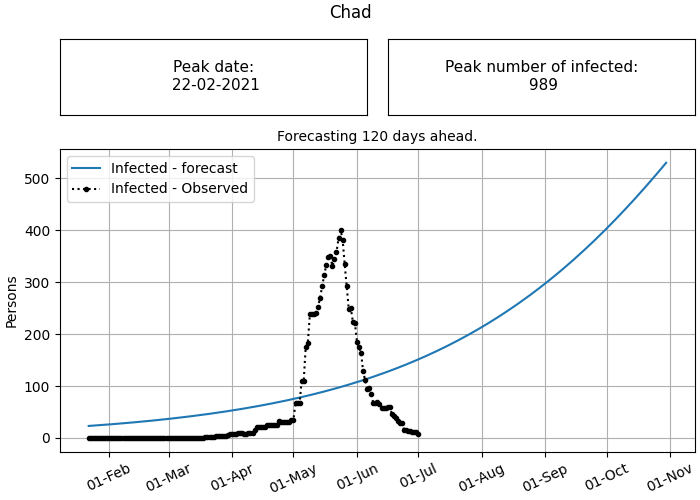 Chad
Peak date:
22-02-2021
Peak number of infected:
989
Forecasting 120 days ahead.
Infected - forecast
Infected - Observed
Persons
500
400
300
200
100
0
01-Feb
01-Mar
01-Apr
01-May
01-Jun
01-Jul
01-Aug
01-Sep
01-Oct
01-Nov